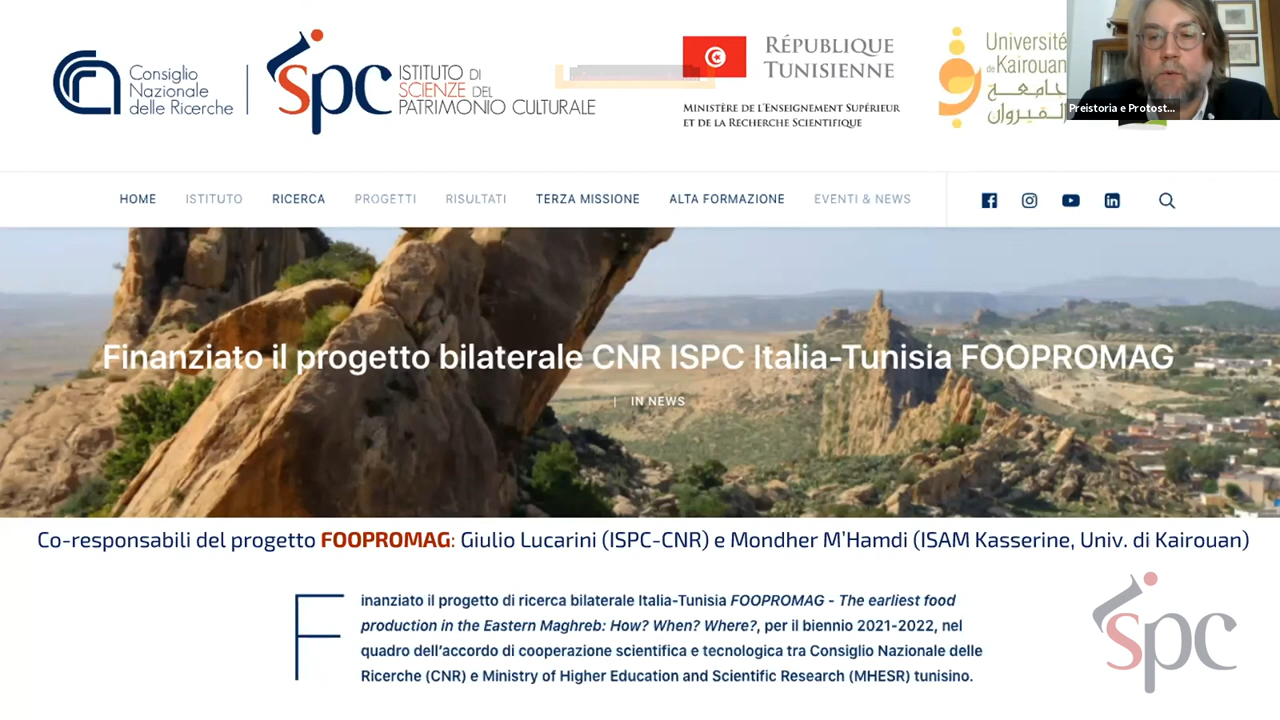 Consiglio
Nazionale
delle Ricerche
spc
ISTITUTO DI
SCIENZE DEL
PATRIMONIO CULTURALE
RÉPUBLIQUE
TUNISIENNE
Ministère de l'Enseignement Supérieur
et de la Recherche Scientifique
Université
de Kairouan
جامعة
القيروان
Preistoria e Protost...
HOME ISTITUTO RICERCA PROGETTI RISULTATI TERZA MISSIONE ALTA FORMAZIONE EVENTI & NEWS
Finanziato il progetto bilaterale CNR ISPC Italia-Tunisia FOOPROMAG
| IN NEWS
Co-responsabili del progetto FOOPROMAG: Giulio Lucarini (ISPC-CNR) e Mondher M'Hamdi (ISAM Kasserine, Univ. di Kairouan)
Finanziato il progetto di ricerca bilaterale Italia-Tunisia FOOPROMAG - The earliest food
production in the Eastern Maghreb: How? When? Where?, per il biennio 2021-2022, nel
quadro dell'accordo di cooperazione scientifica e tecnologica tra Consiglio Nazionale delle
Ricerche (CNR) e Ministry of Higher Education and Scientific Research (MHESR) tunisino.
spc